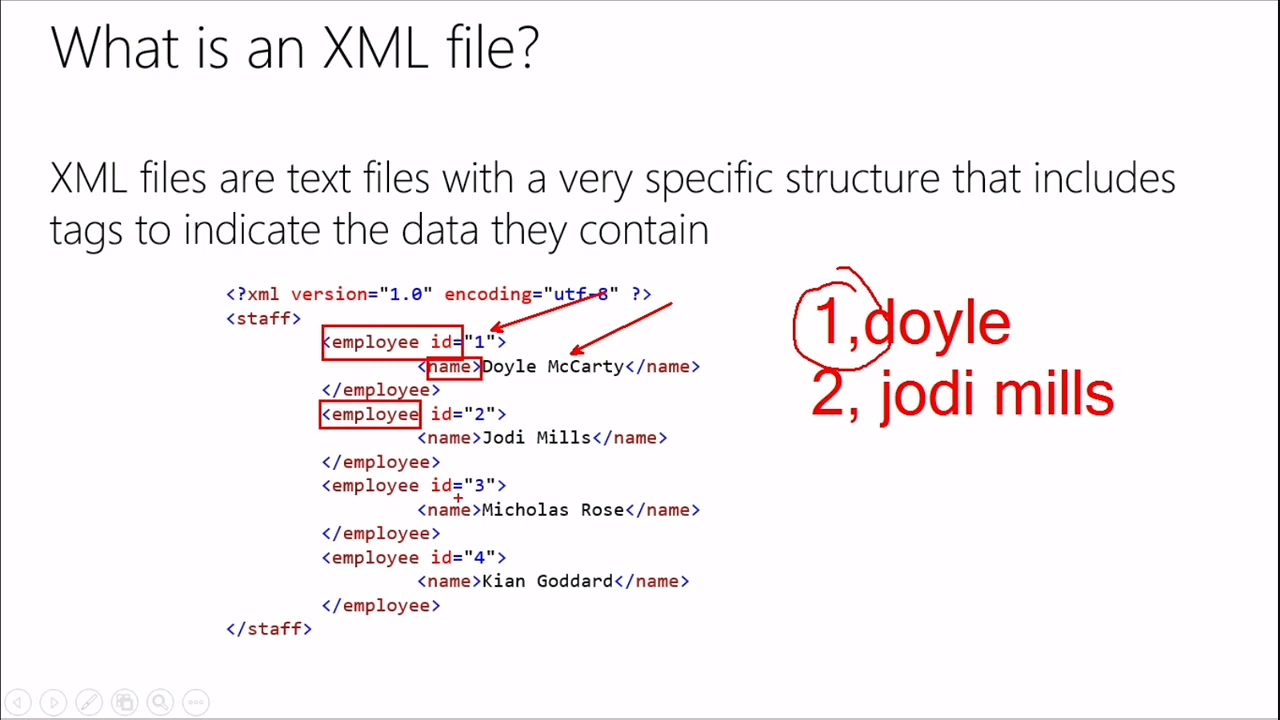 What is an XML file?
XML files are text files with a very specific structure that includes
tags to indicate the data they contain
<?xml version="1.0" encoding="utf-8" ?>
<staff>
<employee id="1">
<name>Doyle McCarty</name>
</employee>
<employee id="2">
<name>Jodi Mills</name>
</employee>
<employee id="3">
<name>Micholas Rose</name>
</employee>
<employee id="4">
<name>Kian Goddard</name>
</employee>
</staff>
1,doyle
2, jodi mills